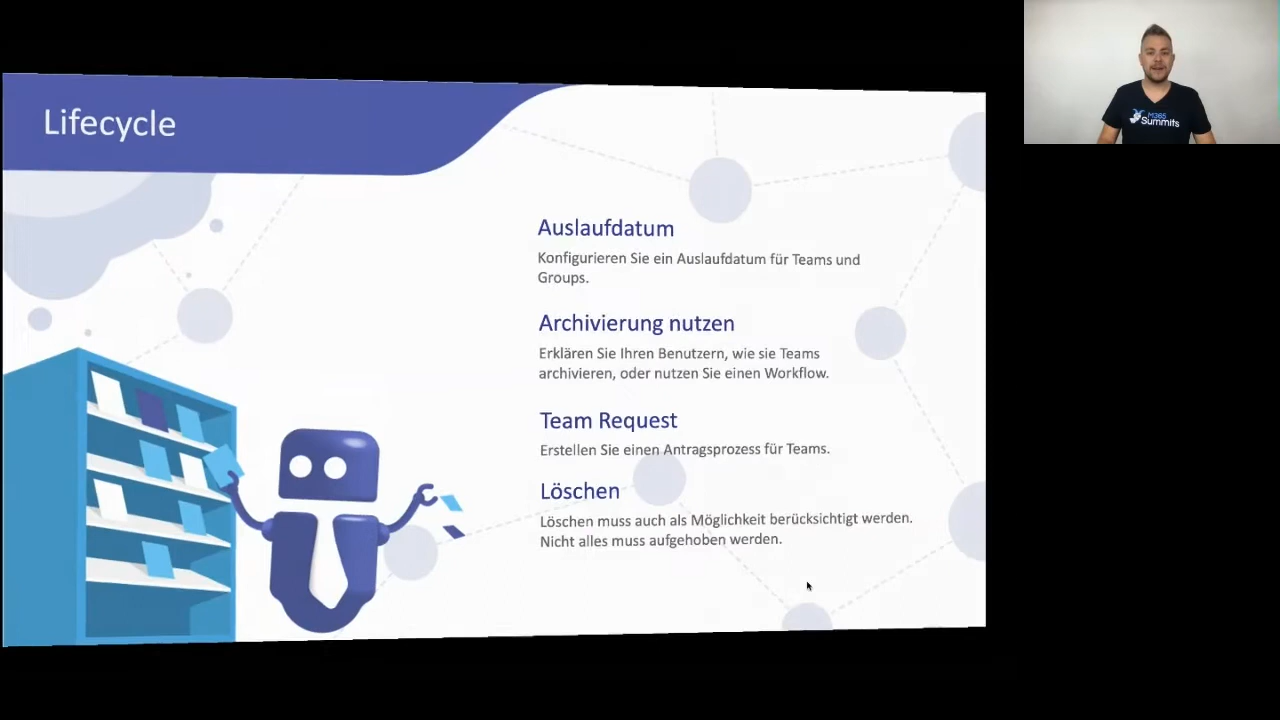 Lifecycle
Auslaufdatum
Konfigurieren Sie ein Auslaufdatum für Teams und
Groups.
Archivierung nutzen
Erklären Sie Ihren Benutzern, wie sie Teams
archivieren, oder nutzen Sie einen Workflow.
Team Request
Erstellen Sie einen Antragsprozess für Teams.
Löschen
Löschen muss auch als Möglichkeit berücksichtigt werden.
Nicht alles muss aufgehoben werden.
M365
Summits